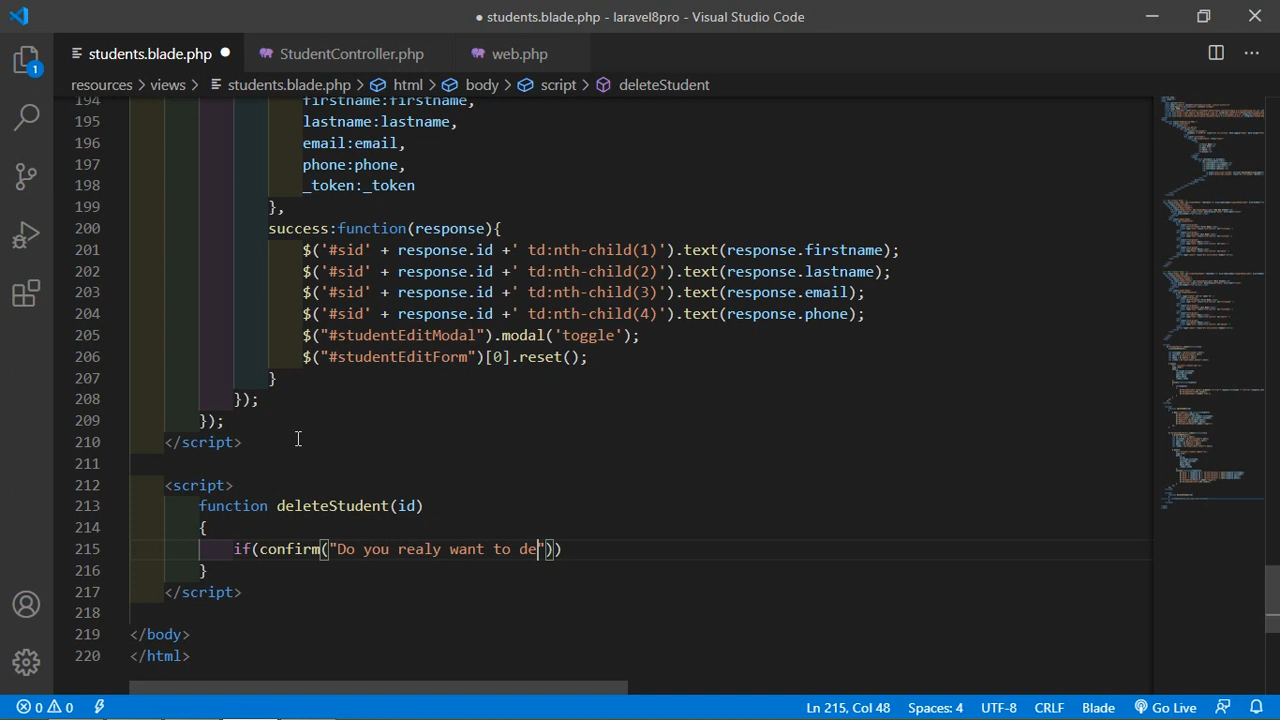 ● students.blade.php - laravel8pro - Visual Studio Code
students.blade.php ● StudentController.php web.php
resources > views > students.blade.php > html > body > script > deleteStudent
194 firstname:firstname,
195 lastname:lastname,
196 email:email,
197 phone:phone,
198 _token:_token
199 },
200 success:function(response){
201 $('#sid' + response.id +' td:nth-child(1)').text(response.firstname);
202 $('#sid' + response.id +' td:nth-child(2)').text(response.lastname);
203 $('#sid' + response.id +' td:nth-child(3)').text(response.email);
204 $('#sid' + response.id +' td:nth-child(4)').text(response.phone);
205 $("#studentEditModal").modal('toggle');
206 $("#studentEditForm")[0].reset();
207 }
208 });
209 });
210 </script>
211
212 <script>
213 function deleteStudent(id)
214 {
215 if(confirm("Do you realy want to de"))
216 }
217 </script>
218
219 </body>
220 </html>
1
0 0 Ln 215, Col 48 Spaces: 4 UTF-8 CRLF Blade Go Live